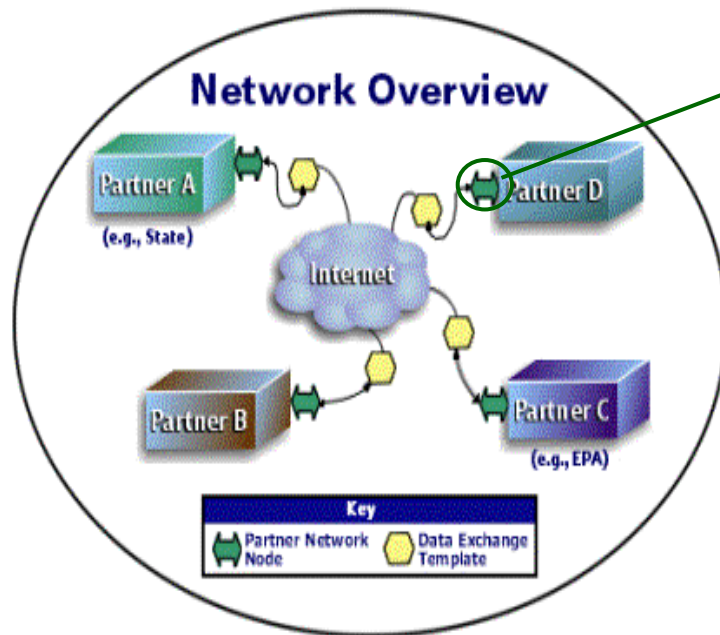 Network Overview
Partner A
(e.g., State)
Partner D
Internet
Partner B
Partner C
(e.g., EPA)
Key
Partner Network
Node
Data Exchange
Template